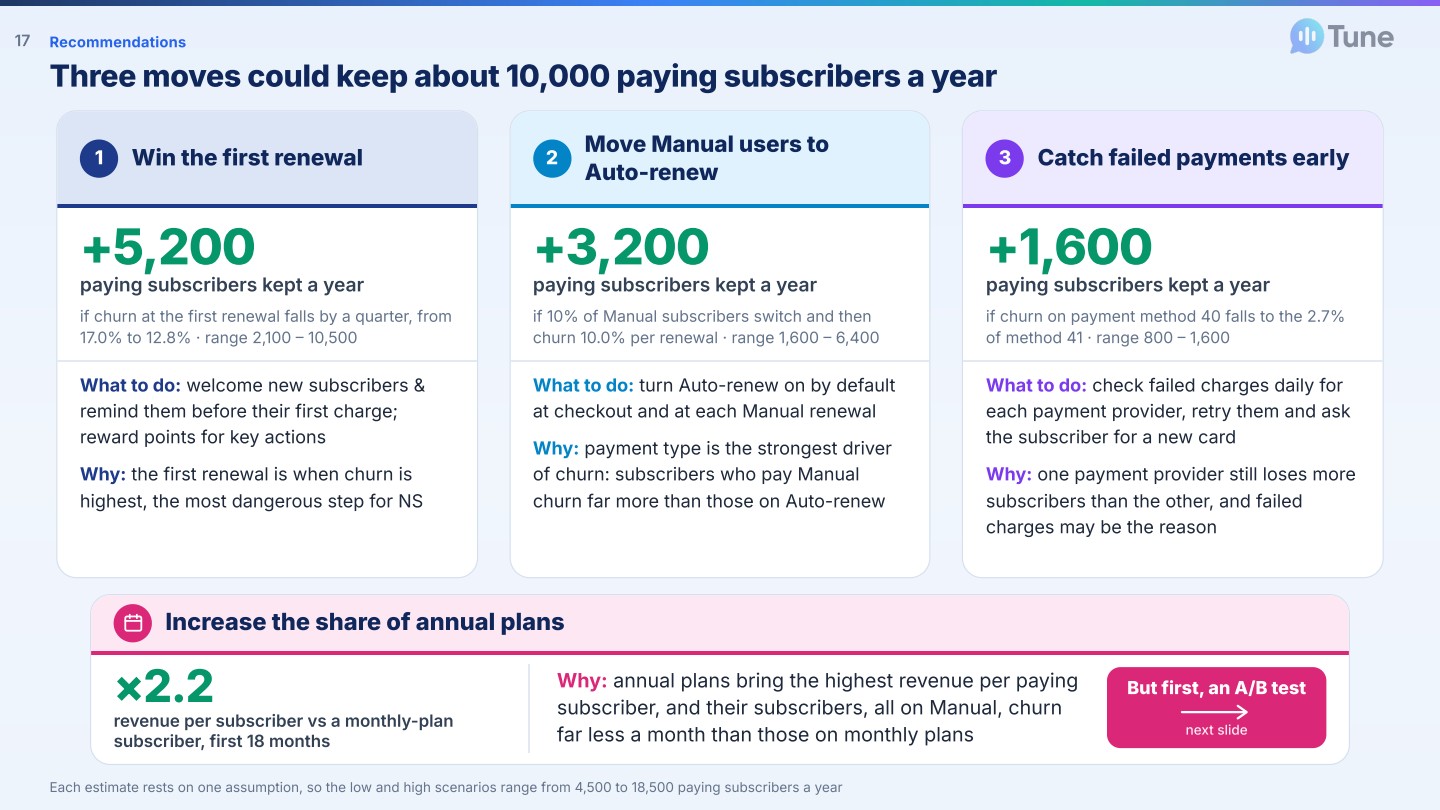 17
Recommendations
Tune
Three moves could keep about 10,000 paying subscribers a year
1
Win the first renewal
+5,200
paying subscribers kept a year
if churn at the first renewal falls by a quarter, from
17.0% to 12.8% · range 2,100 – 10,500
What to do: welcome new subscribers &
remind them before their first charge;
reward points for key actions
Why: the first renewal is when churn is
highest, the most dangerous step for NS
2
Move Manual users to
Auto-renew
+3,200
paying subscribers kept a year
if 10% of Manual subscribers switch and then
churn 10.0% per renewal · range 1,600 – 6,400
What to do: turn Auto-renew on by default
at checkout and at each Manual renewal
Why: payment type is the strongest driver
of churn: subscribers who pay Manual
churn far more than those on Auto-renew
3
Catch failed payments early
+1,600
paying subscribers kept a year
if churn on payment method 40 falls to the 2.7%
of method 41 · range 800 – 1,600
What to do: check failed charges daily for
each payment provider, retry them and ask
the subscriber for a new card
Why: one payment provider still loses more
subscribers than the other, and failed
charges may be the reason
Increase the share of annual plans
×2.2
revenue per subscriber vs a monthly-plan
subscriber, first 18 months
Why: annual plans bring the highest revenue per paying
subscriber, and their subscribers, all on Manual, churn
far less a month than those on monthly plans
But first, an A/B test
next slide
Each estimate rests on one assumption, so the low and high scenarios range from 4,500 to 18,500 paying subscribers a year